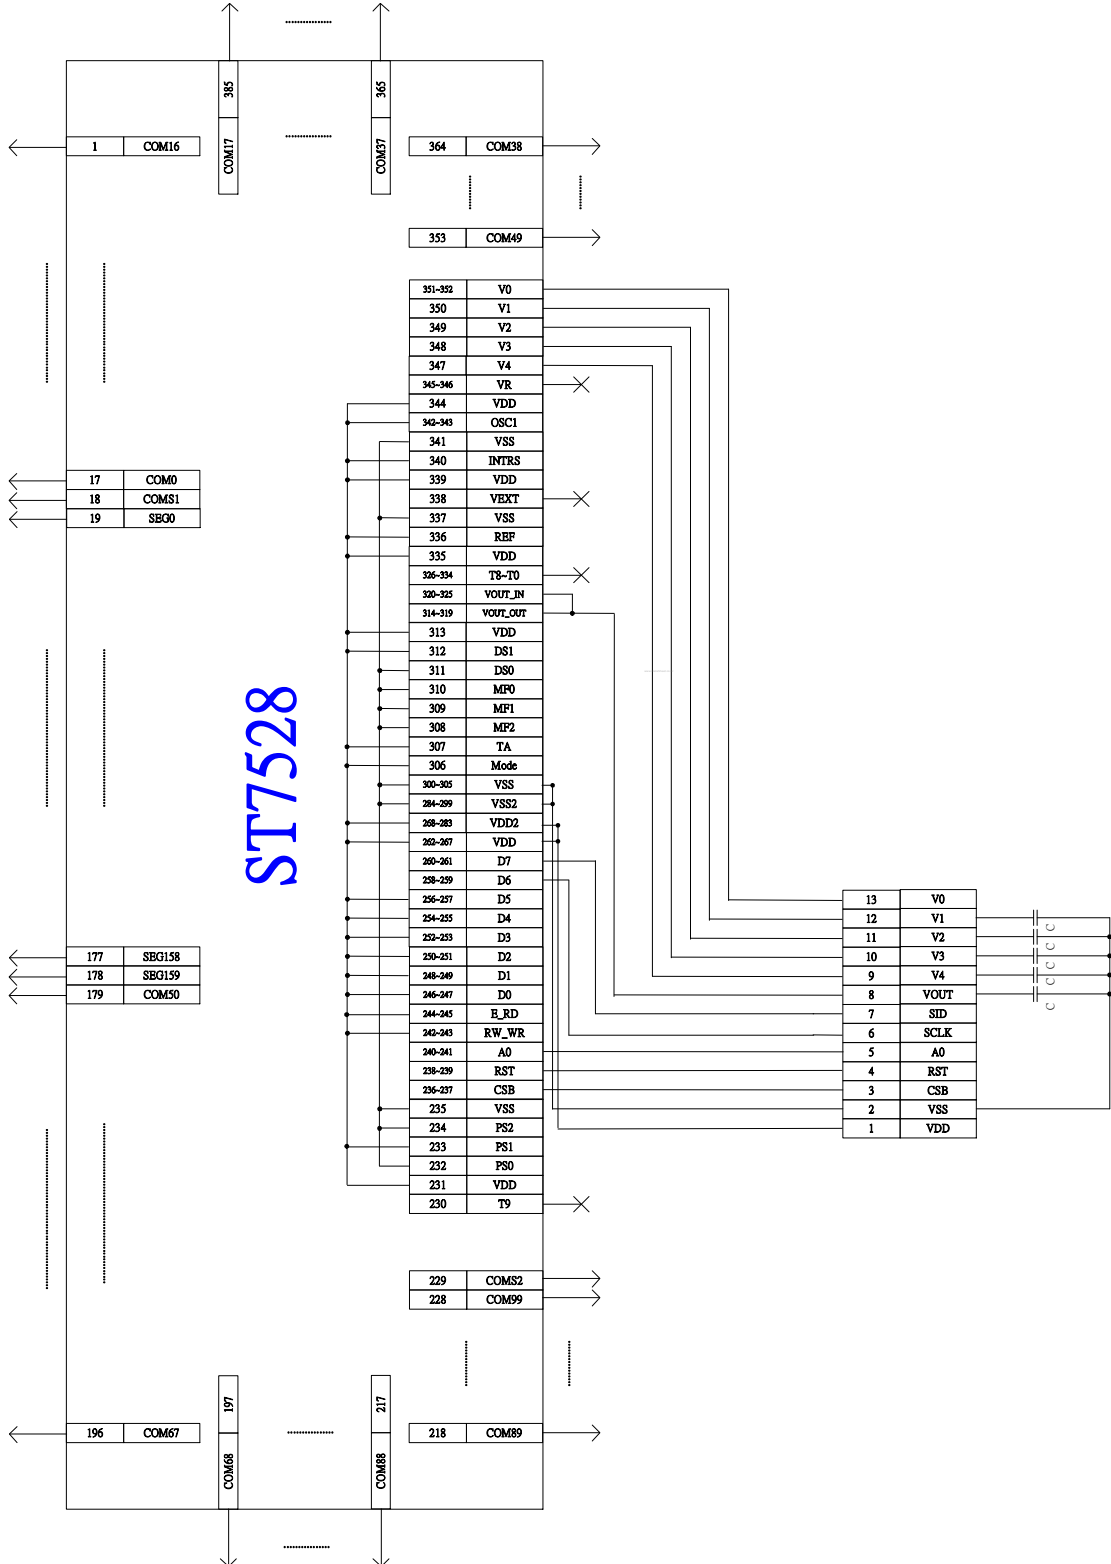 385
COM17
365
COM37
1 COM16
364 COM38
353 COM49
351~352 V0
350 V1
349 V2
348 V3
347 V4
345~346 VR
344 VDD
342~343 OSC1
341 VSS
340 INTRS
339 VDD
338 VEXT
337 VSS
336 REF
335 VDD
326~334 T8~T0
320~325 VOUT_IN
314~319 VOUT_OUT
313 VDD
312 DS1
311 DS0
310 MF0
309 MF1
308 MF2
307 TA
306 Mode
300~305 VSS
284~299 VSS2
268~283 VDD2
262~267 VDD
260~261 D7
258~259 D6
256~257 D5
254~255 D4
252~253 D3
250~251 D2
248~249 D1
246~247 D0
244~245 E_RD
242~243 RW_WR
240~241 A0
238~239 RST
236~237 CSB
235 VSS
234 PS2
233 PS1
232 PS0
231 VDD
230 T9
229 COMS2
228 COM99
218 COM89
17 COM0
18 COMS1
19 SEG0
ST7528
177 SEG158
178 SEG159
179 COM50
196 COM67
197
COM68
217
COM88
13 V0
12 V1
11 V2
10 V3
9 V4
8 VOUT
7 SID
6 SCLK
5 A0
4 RST
3 CSB
2 VSS
1 VDD
C
C
C
C
C